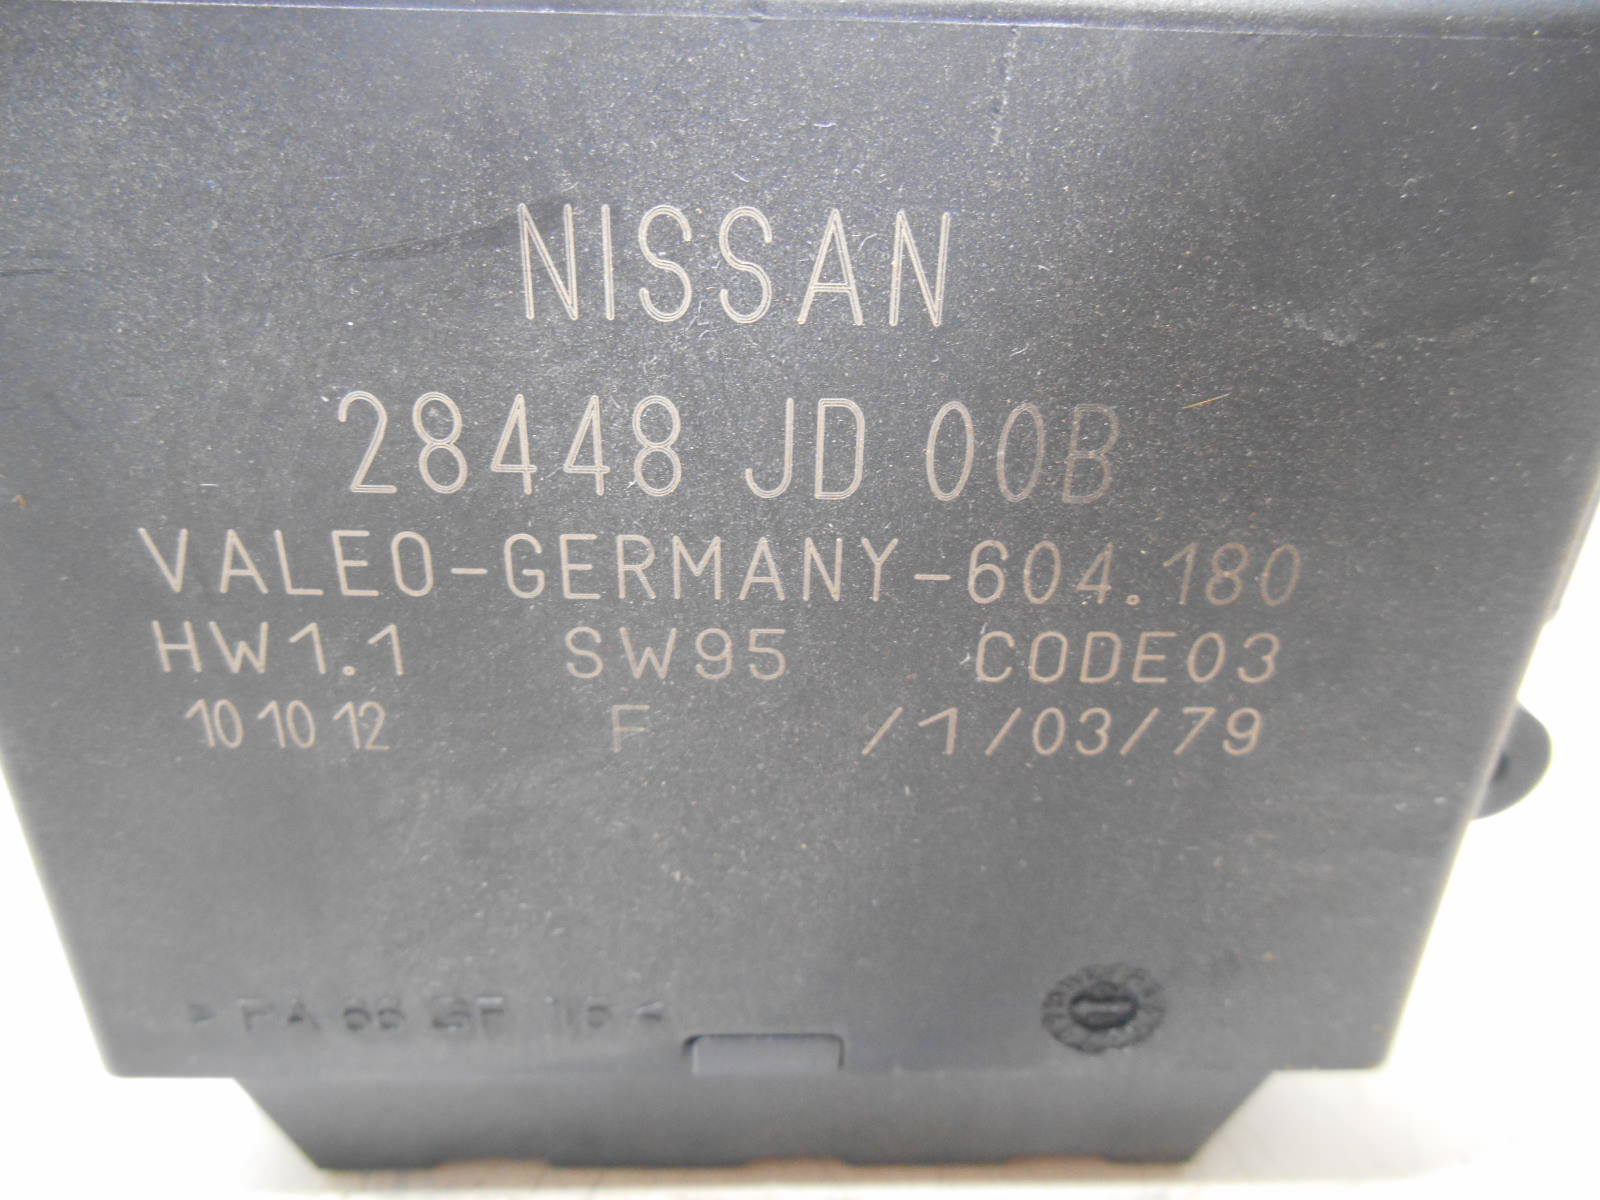 NISSAN
28448 JD 00B
VALEO-GERMANY-604.180
HW1.1 SW95 CODE03
10 10 12 F /1/03/79